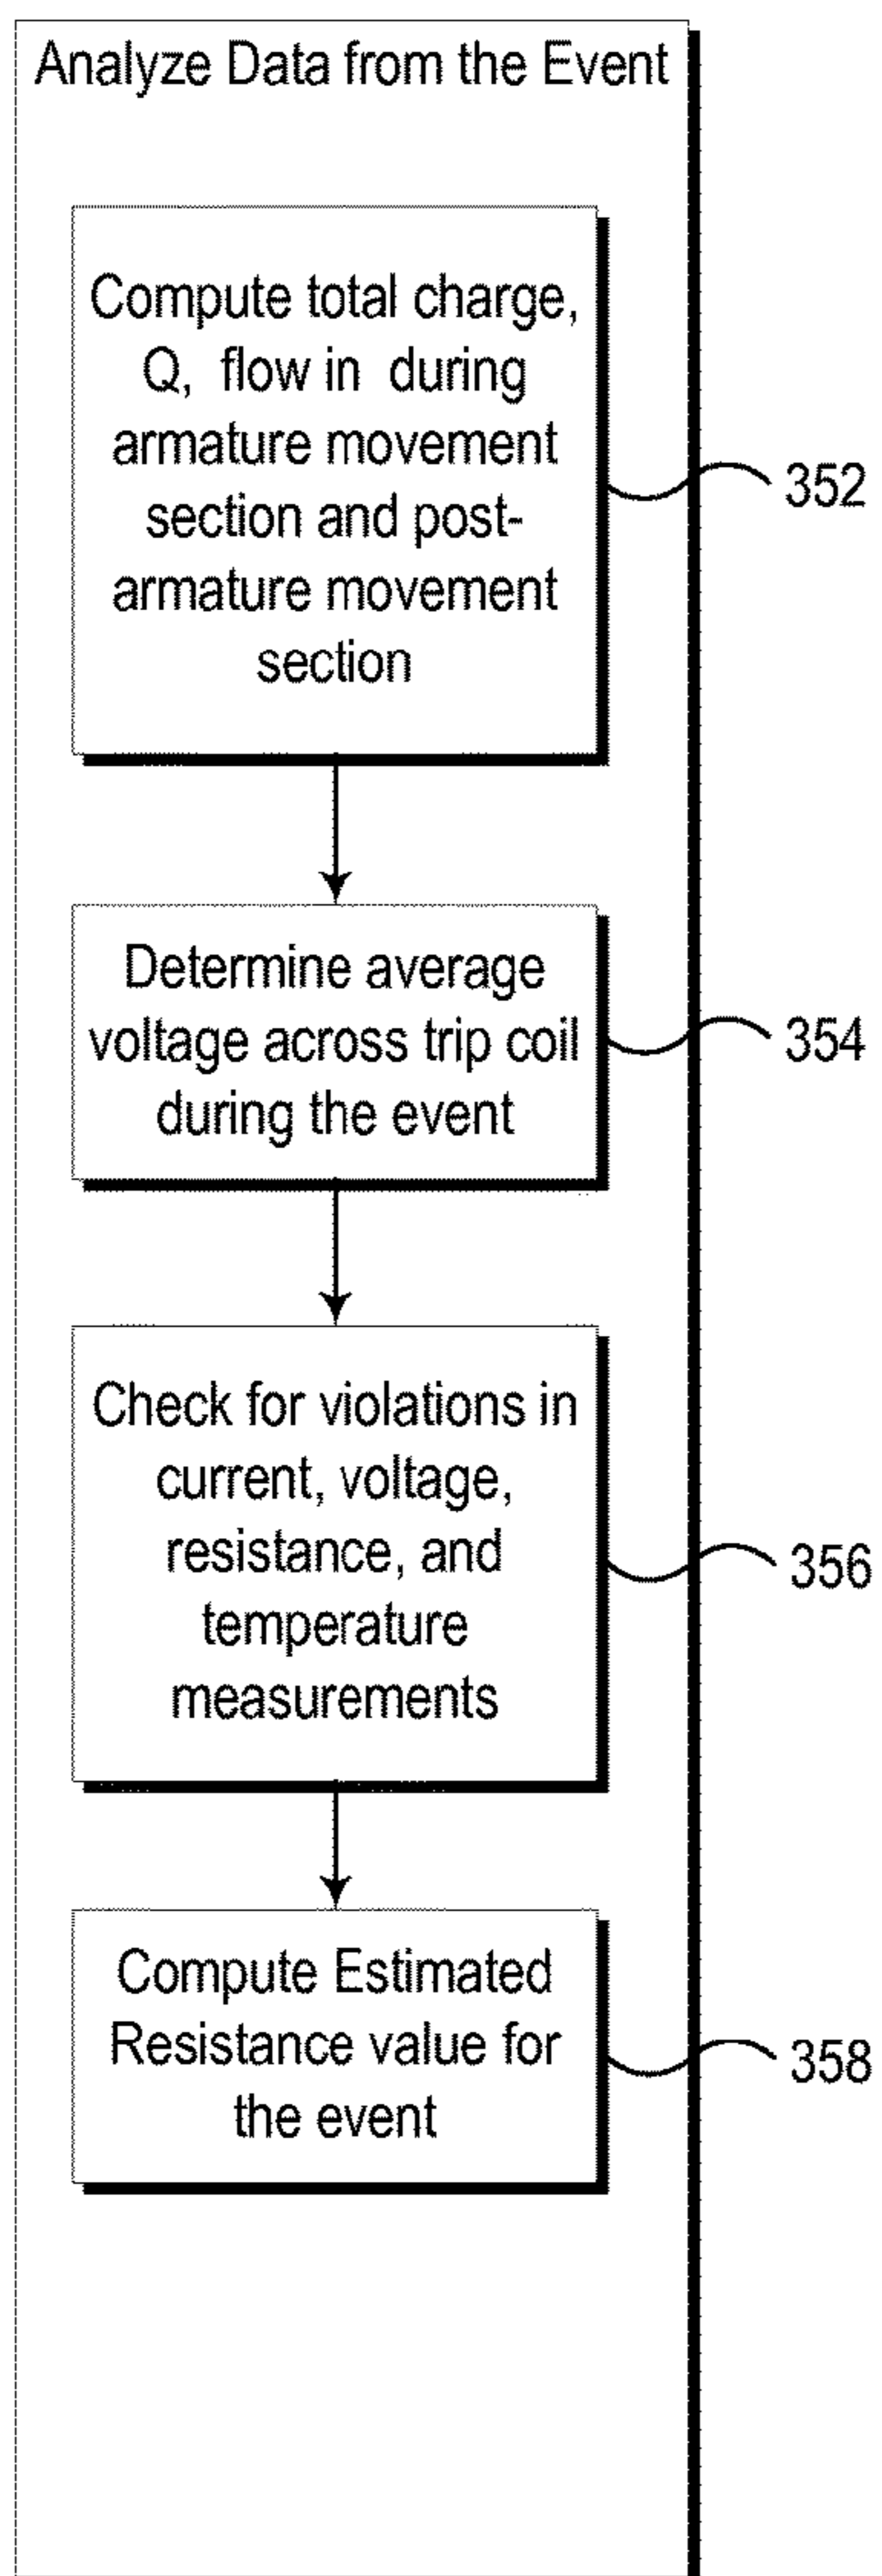 Analyze Data from the Event
Compute total charge,
Q, flow in during
armature movement
section and post-
armature movement
section
352
Determine average
voltage across trip coil
during the event
354
Check for violations in
current, voltage,
resistance, and
temperature
measurements
356
Compute Estimated
Resistance value for
the event
358